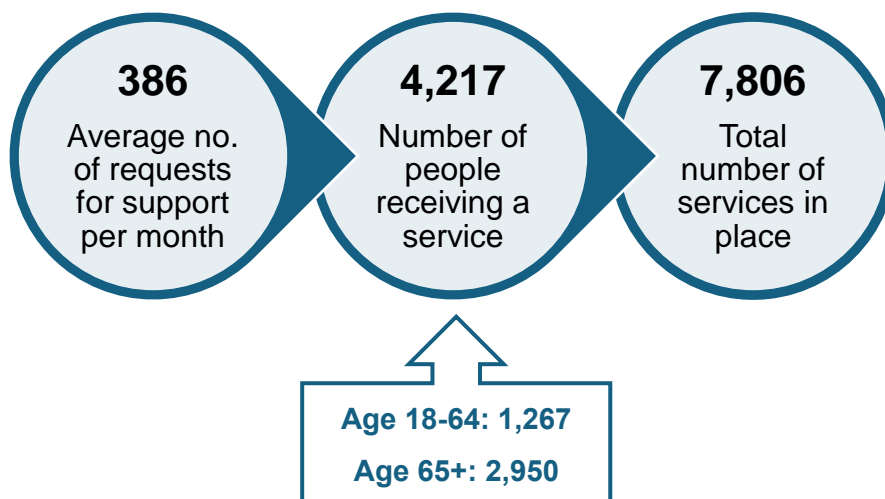 386
Average no.
of requests
for support
per month
4,217
Number of
people
receiving a
service
7,806
Total
number of
services in
place
Age 18-64: 1,267
Age 65+: 2,950